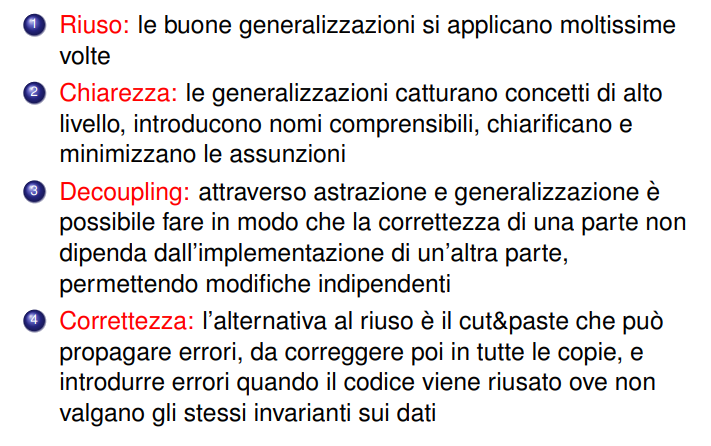 1 Riuso: le buone generalizzazioni si applicano moltissime
volte
2 Chiarezza: le generalizzazioni catturano concetti di alto
livello, introducono nomi comprensibili, chiarificano e
minimizzano le assunzioni
3 Decoupling: attraverso astrazione e generalizzazione è
possibile fare in modo che la correttezza di una parte non
dipenda dall'implementazione di un'altra parte,
permettendo modifiche indipendenti
4 Correttezza: l'alternativa al riuso è il cut&paste che può
propagare errori, da correggere poi in tutte le copie, e
introdurre errori quando il codice viene riusato ove non
valgano gli stessi invarianti sui dati